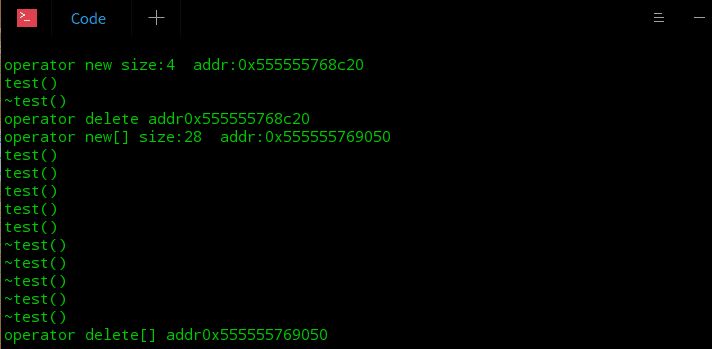 Code
operator new size:4  addr:0x555555768c20
test()
~test()
operator delete addr0x555555768c20
operator new[] size:28  addr:0x555555769050
test()
test()
test()
test()
test()
~test()
~test()
~test()
~test()
~test()
operator delete[] addr0x555555769050